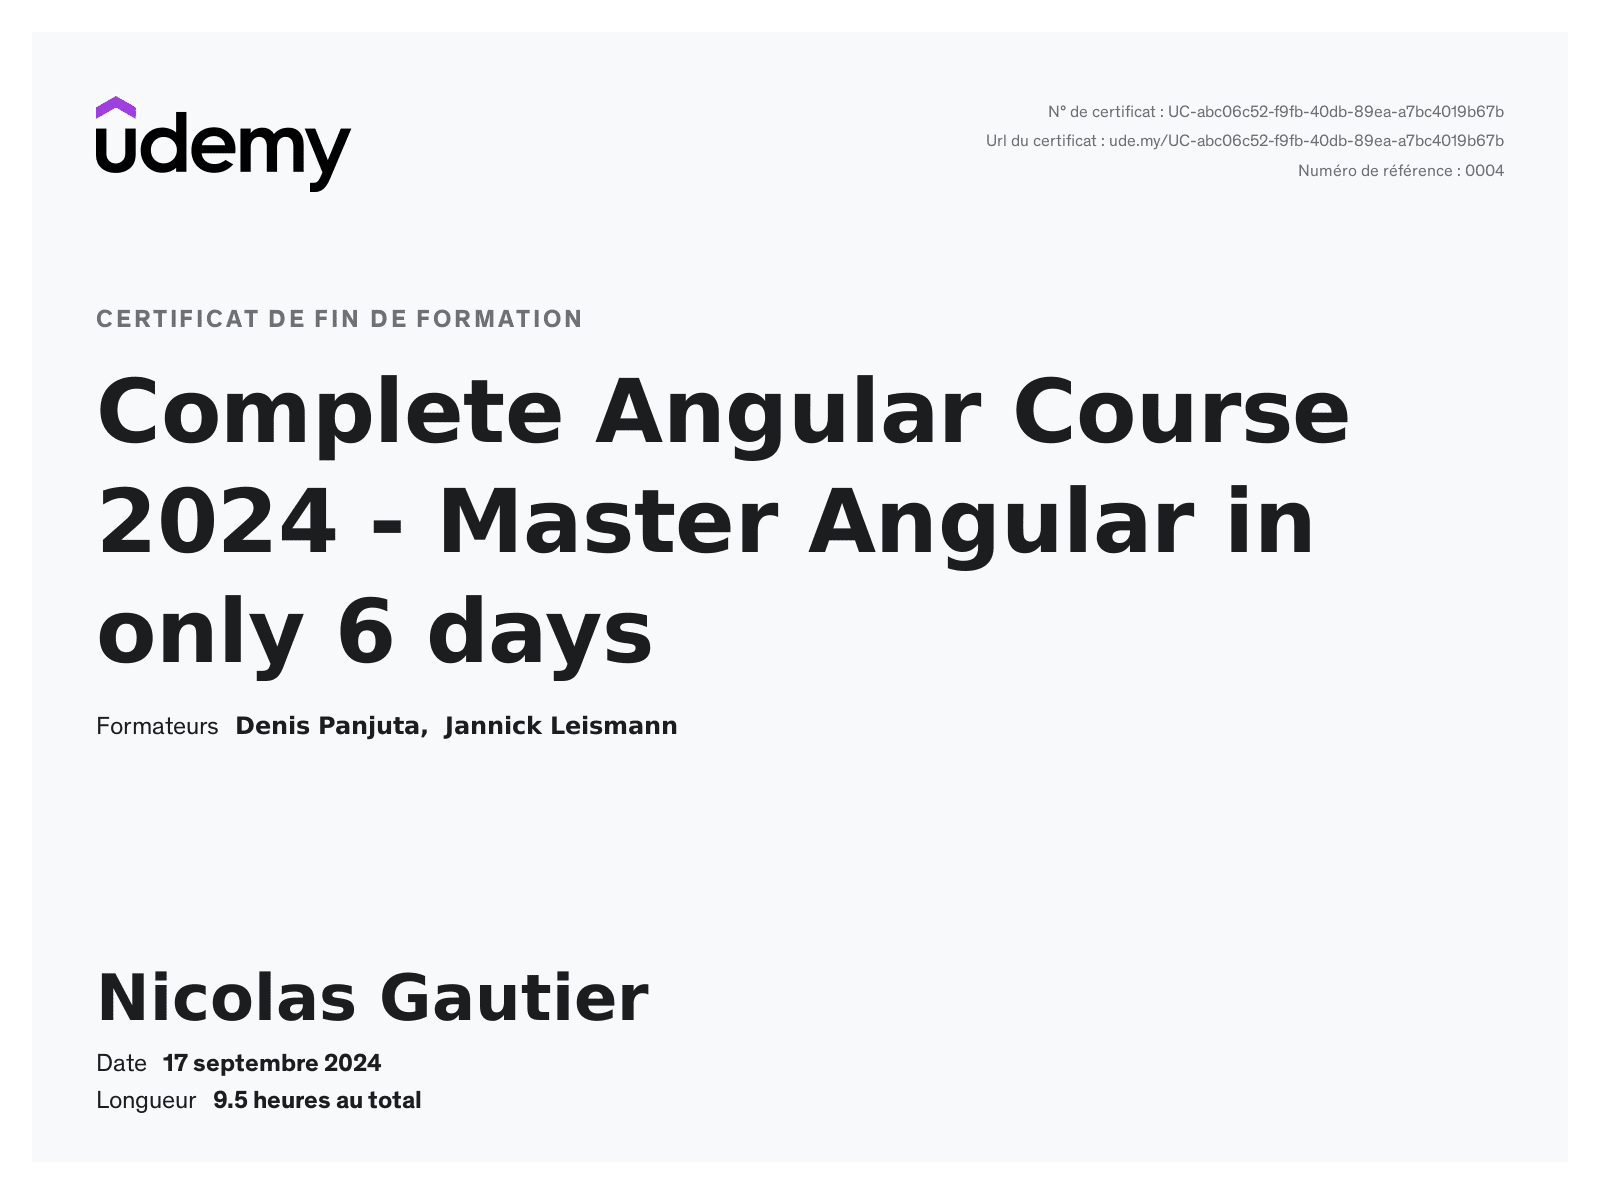 udemy
N° de certificat : UC-abc06c52-f9fb-40db-89ea-a7bc4019b67b
Url du certificat : ude.my/UC-abc06c52-f9fb-40db-89ea-a7bc4019b67b
Numéro de référence : 0004
CERTIFICAT DE FIN DE FORMATION
Complete Angular Course
2024 - Master Angular in
only 6 days
Formateurs Denis Panjuta, Jannick Leismann
Nicolas Gautier
Date 17 septembre 2024
Longueur 9.5 heures au total